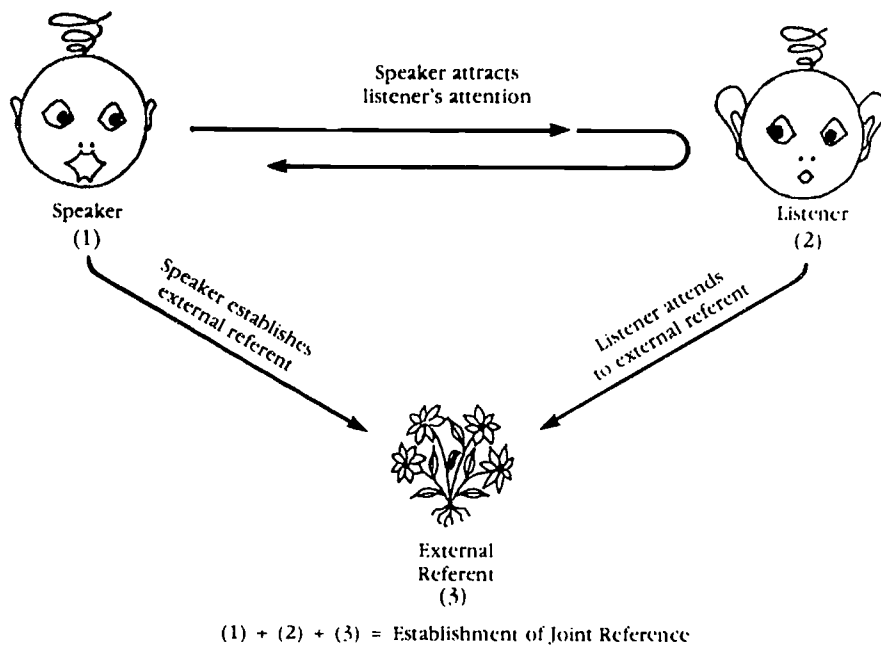 Speaker attracts
listener's attention
Speaker
(1)
Listener
(2)
Speaker establishes
external referent
Listener attends
to external referent
External
Referent
(3)
(1) + (2) + (3) = Establishment of Joint Reference